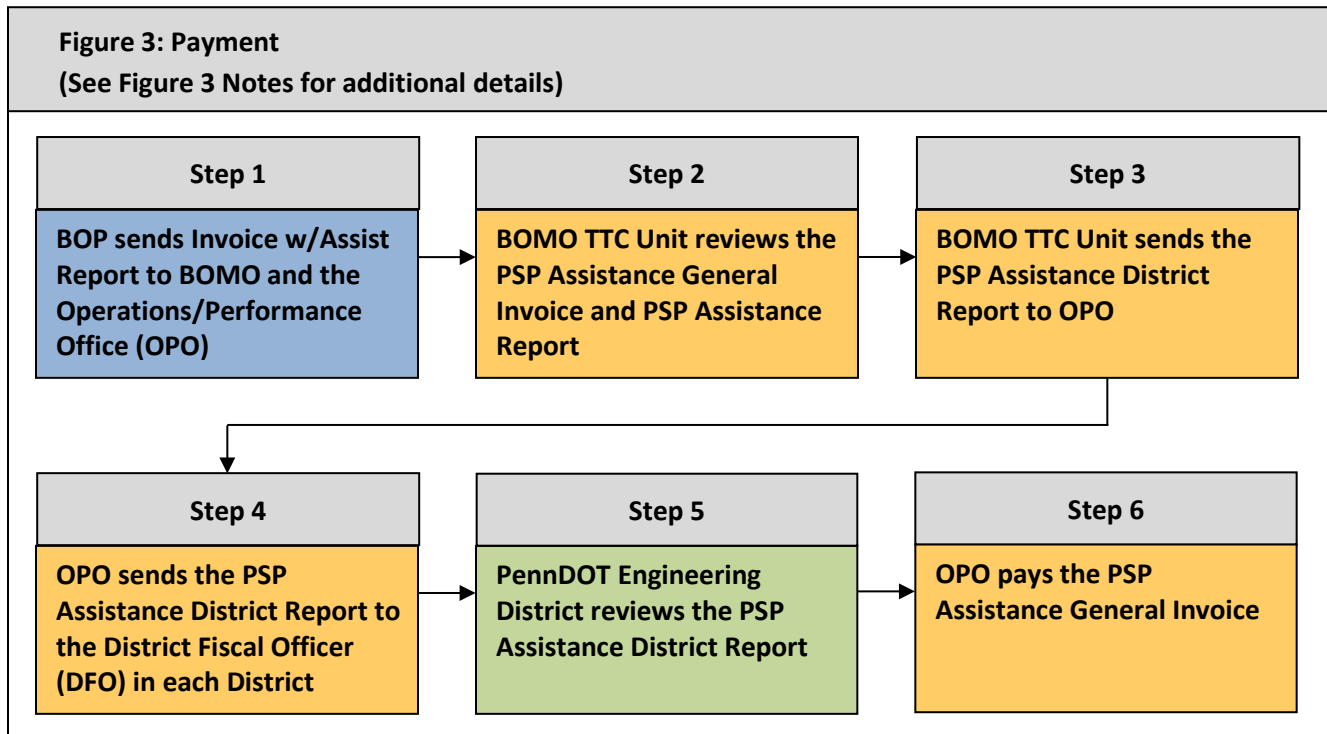 Figure 3: Payment
(See Figure 3 Notes for additional details)
Step 1
BOP sends Invoice w/Assist
Report to BOMO and the
Operations/Performance
Office (OPO)
Step 2
BOMO TTC Unit reviews the
PSP Assistance General
Invoice and PSP Assistance
Report
Step 3
BOMO TTC Unit sends the
PSP Assistance District
Report to OPO
Step 4
OPO sends the PSP
Assistance District Report to
the District Fiscal Officer
(DFO) in each District
Step 5
PennDOT Engineering
District reviews the PSP
Assistance District Report
Step 6
OPO pays the PSP
Assistance General Invoice